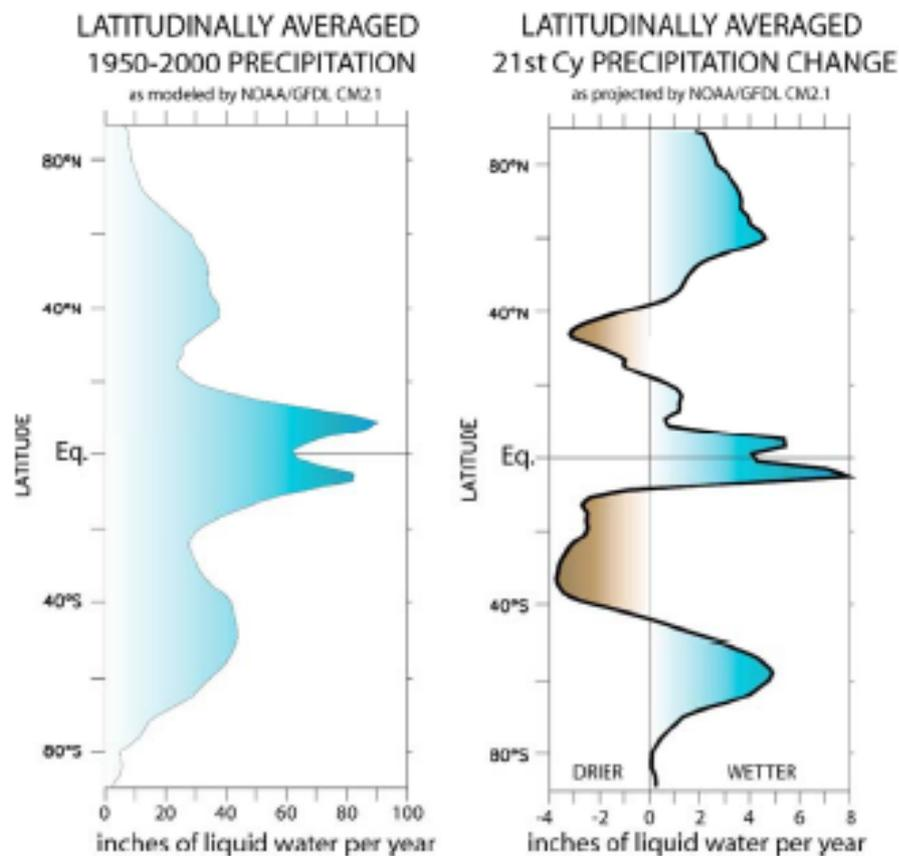 LATITUDINALLY AVERAGED
1950-2000 PRECIPITATION
as modeled by NOAA/GFDL CM2.1
80°N
40°N
LATITUDE
Eq.
40°S
80°S
0 20 40 60 80 100
inches of liquid water per year
LATITUDINALLY AVERAGED
21st Cy PRECIPITATION CHANGE
as projected by NOAA/GFDL CM2.1
80°N
40°N
LATITUDE
Eq.
40°S
80°S
DRIER WETTER
-4 -2 0 2 4 6 8
inches of liquid water per year